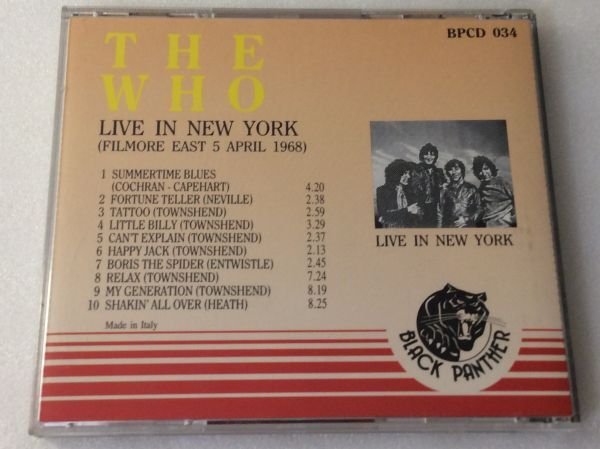 BPCD 034
THE
WHO
LIVE IN NEW YORK
(FILMORE EAST 5 APRIL 1968)
1 SUMMERTIME BLUES
(COCHRAN - CAPEHART) 4.20
2 FORTUNE TELLER (NEVILLE) 2.38
3 TATTOO (TOWNSHEND) 2.59
4 LITTLE BILLY (TOWNSHEND) 3.29
5 CAN'T EXPLAIN (TOWNSHEND) 2.37
6 HAPPY JACK (TOWNSHEND) 2.13
7 BORIS THE SPIDER (ENTWISTLE) 2.45
8 RELAX (TOWNSHEND) 7.24
9 MY GENERATION (TOWNSHEND) 8.19
10 SHAKIN' ALL OVER (HEATH) 8.25
Made in Italy
LIVE IN NEW YORK
BLACK PANTHER